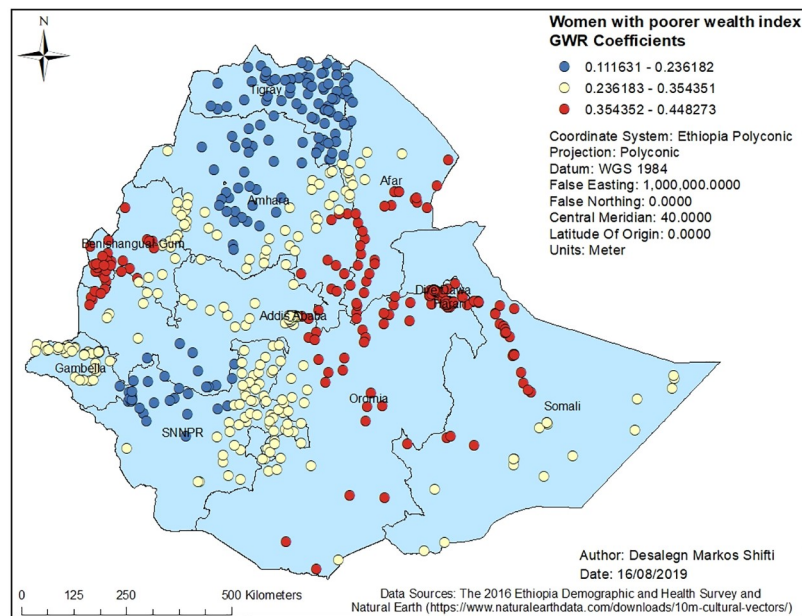 N
Women with poorer wealth index
GWR Coefficients
0.111631 - 0.236182
0.236183 - 0.354351
0.354352 - 0.448273
Coordinate System: Ethiopia Polyconic
Projection: Polyconic
Datum: WGS 1984
False Easting: 1,000,000.0000
False Northing: 0.0000
Central Meridian: 40.0000
Latitude Of Origin: 0.0000
Units: Meter
Tigray
Afar
Amhara
Benishangual Gum
Dire Dawa
Harari
Addis Ababa
Gambella
Oromia
Somali
SNNPR
Author: Desalegn Markos Shifti
Date: 16/08/2019
0 125 250 500 Kilometers
Data Sources: The 2016 Ethiopia Demographic and Health Survey and
Natural Earth (https://www.naturalearthdata.com/downloads/10m-cultural-vectors/)